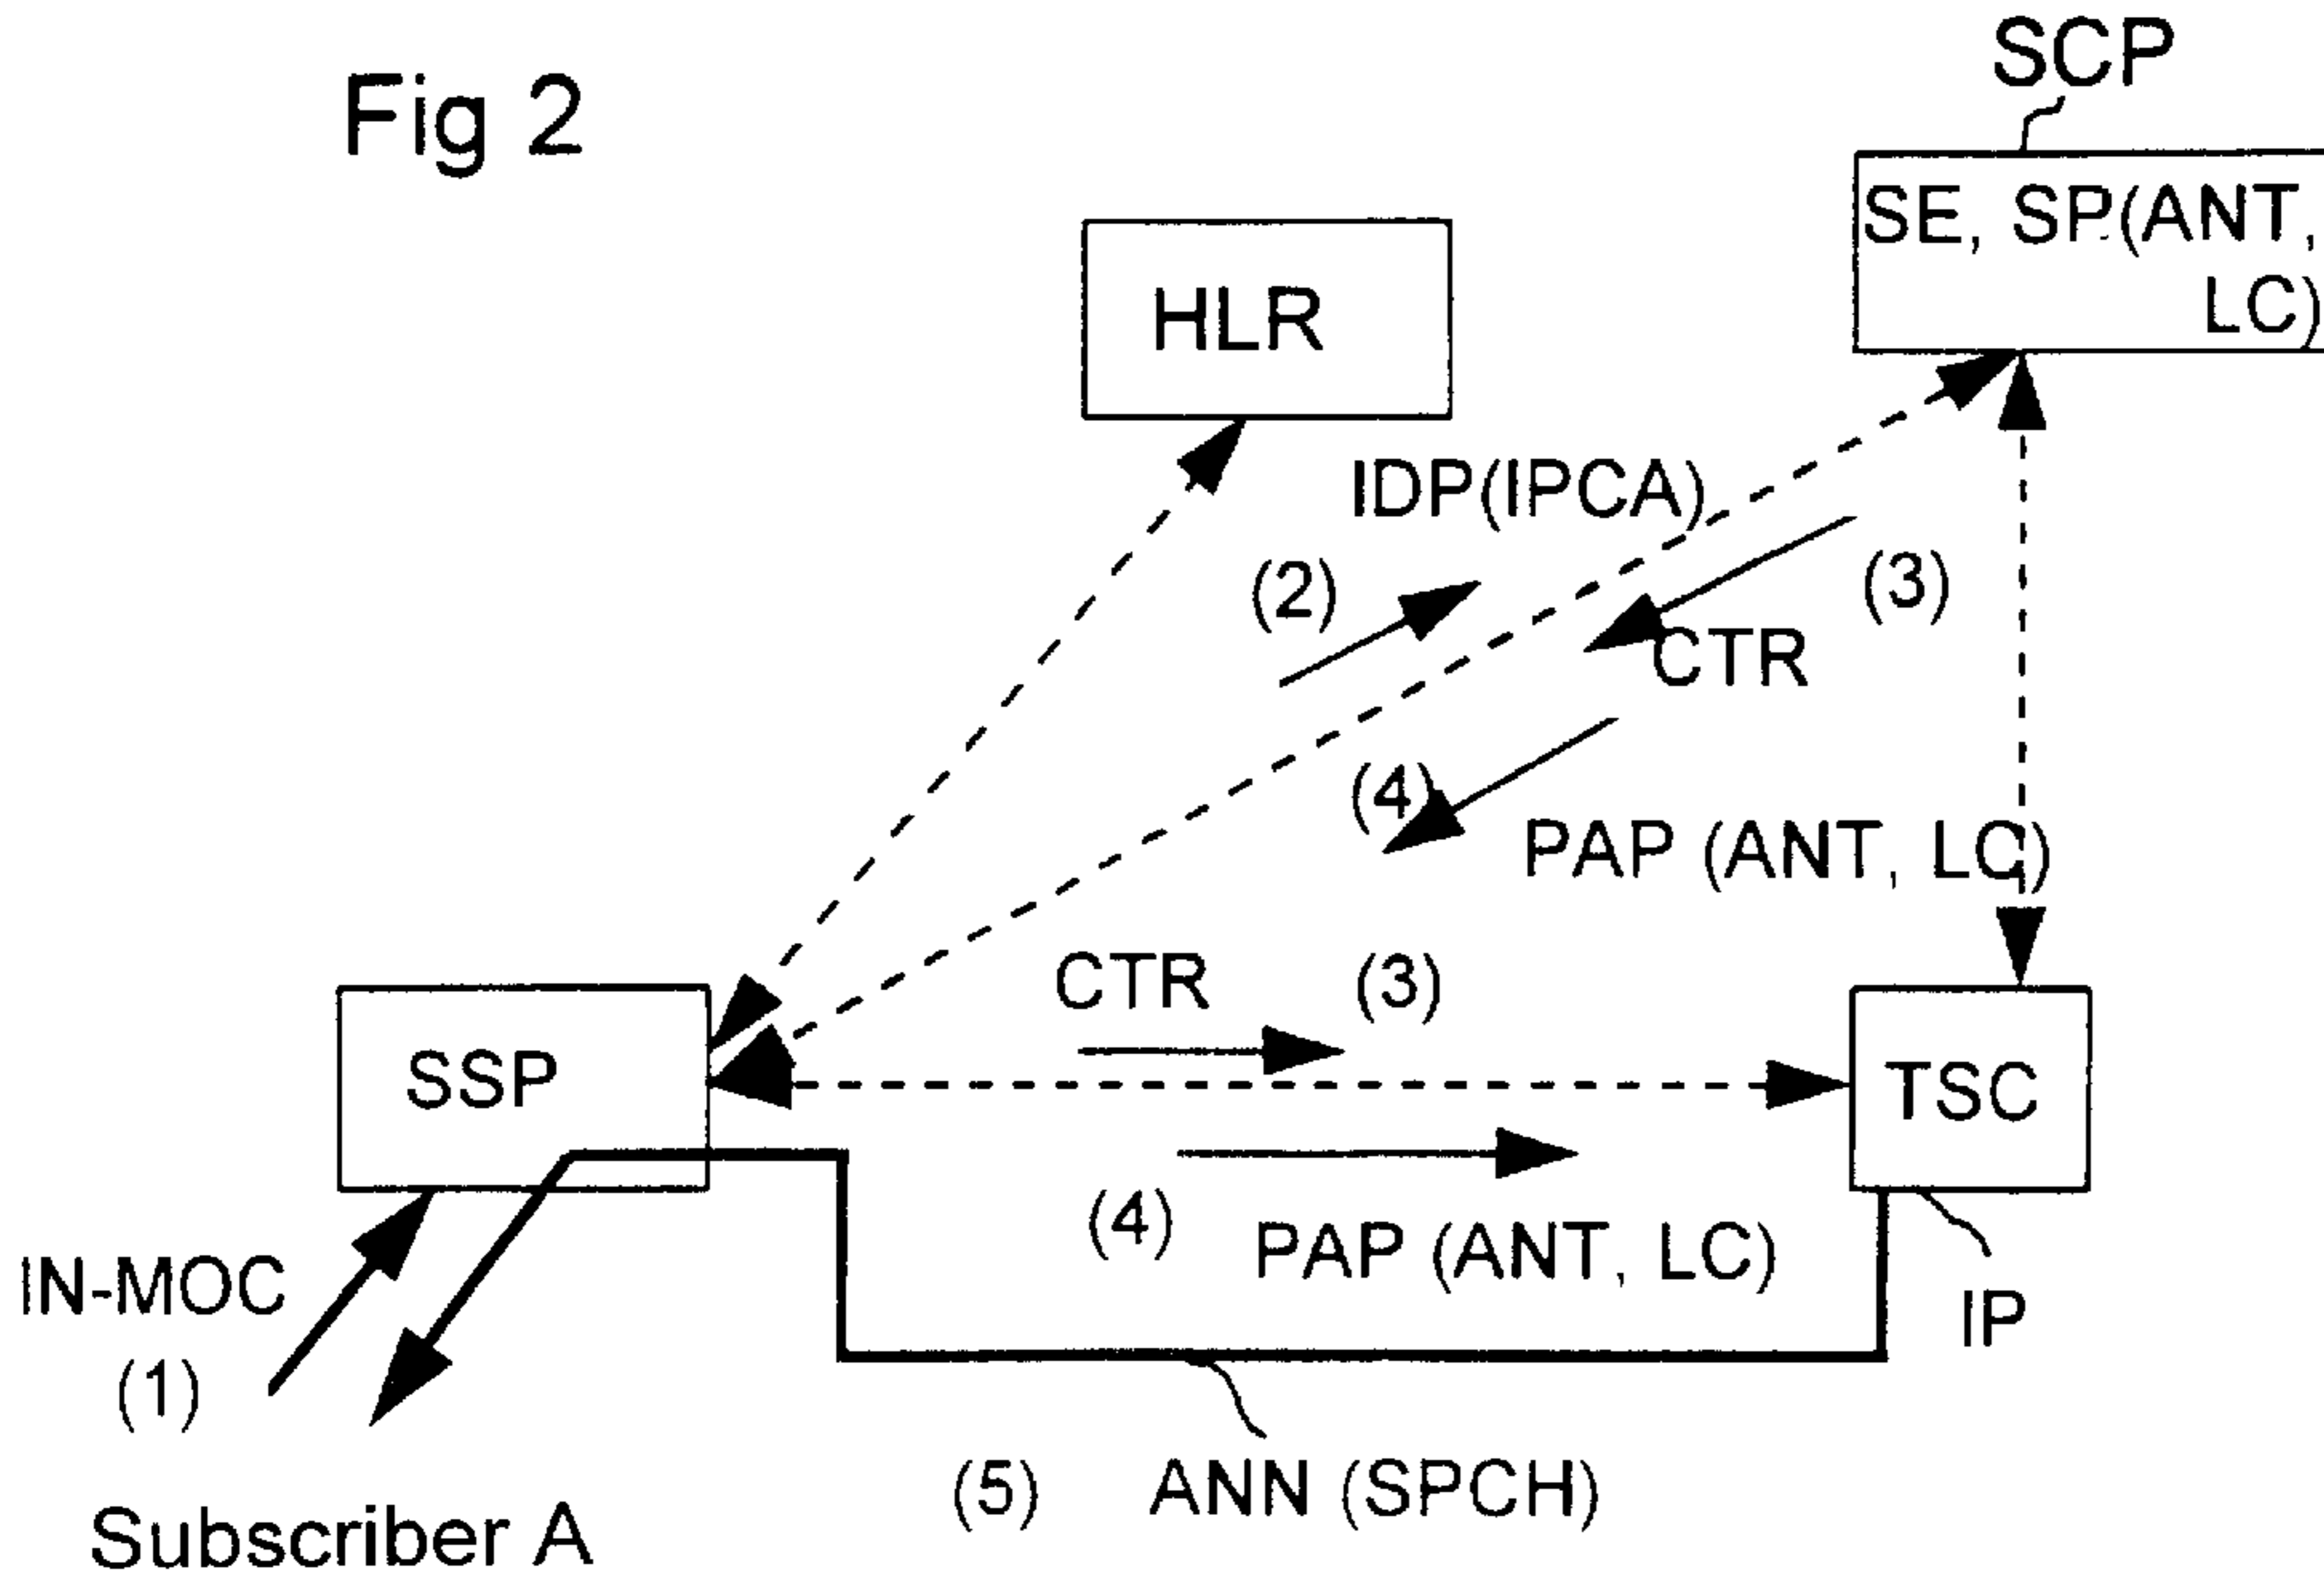 Fig 2
SCP
SE, SP(ANT,
LC)
HLR
IDP(IPCA)
(2)
(3)
CTR
(4)
PAP (ANT, LC)
CTR (3)
SSP
TSC
(4)
PAP (ANT, LC)
IN-MOC
(1)
IP
(5) ANN (SPCH)
Subscriber A